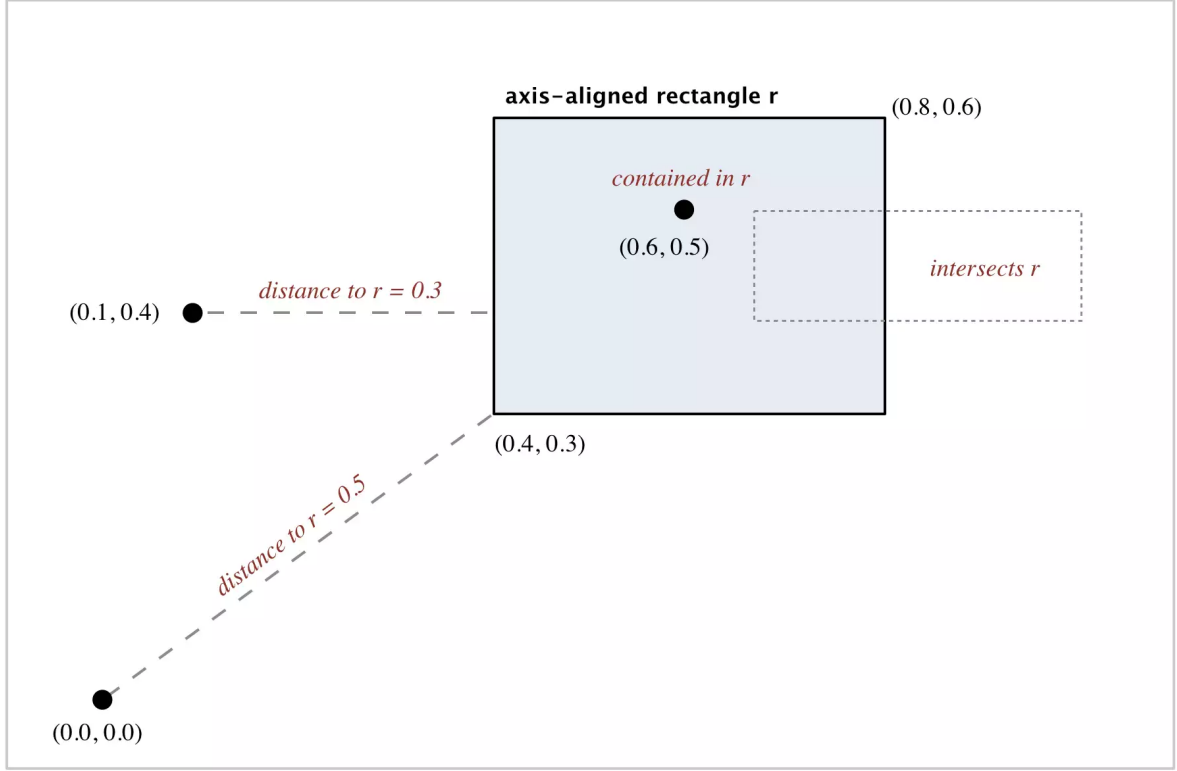 axis-aligned rectangle r
(0.8, 0.6)
contained in r
(0.6, 0.5)
intersects r
distance to r = 0.3
(0.1, 0.4)
(0.4, 0.3)
distance to r = 0.5
(0.0, 0.0)